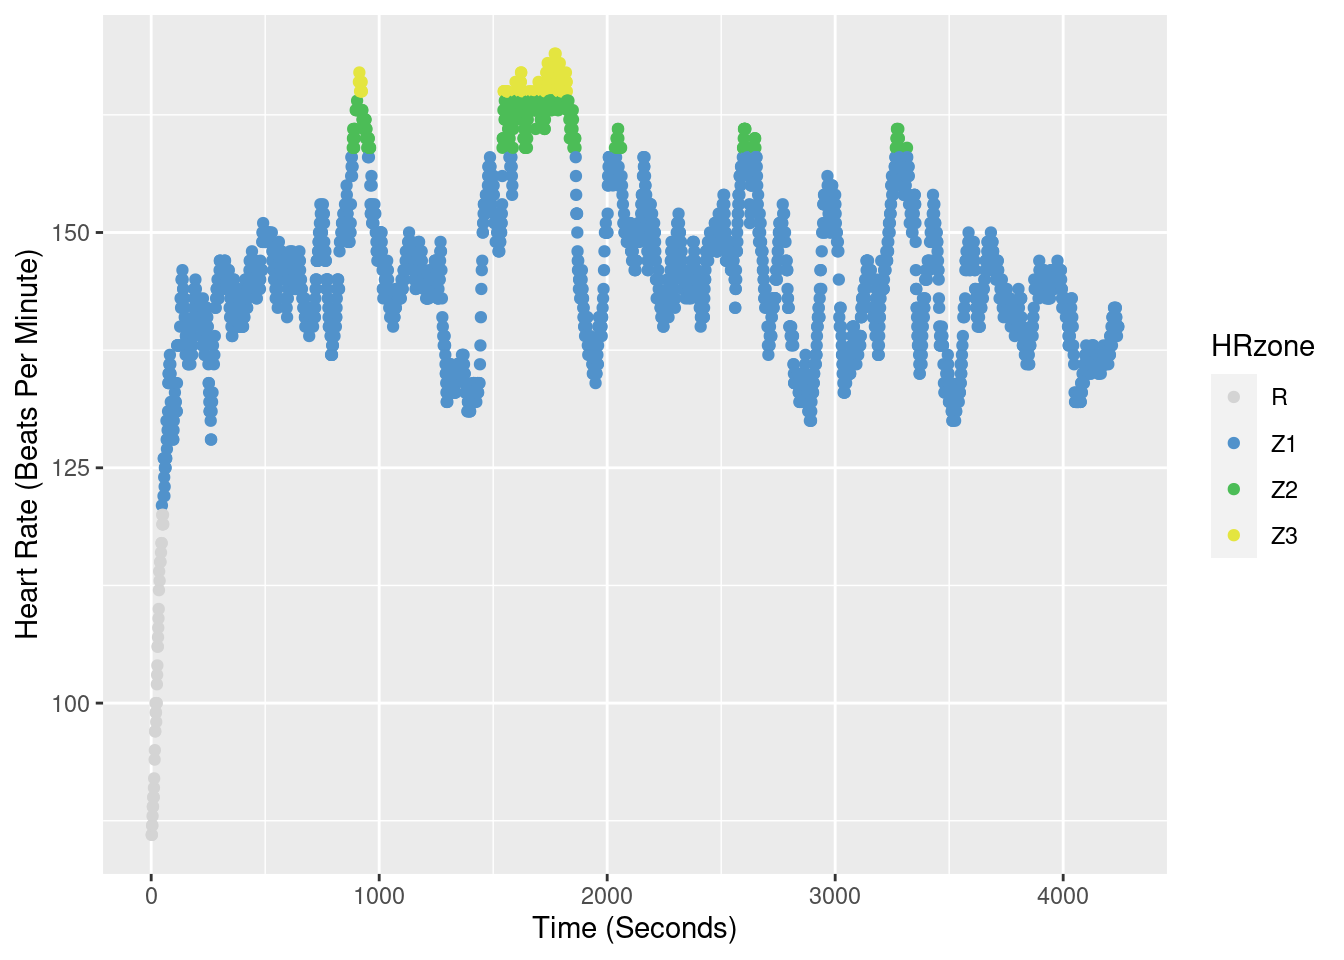 150
125
100
0
1000
2000
3000
4000
Time (Seconds)
Heart Rate (Beats Per Minute)
HRzone
R
Z1
Z2
Z3